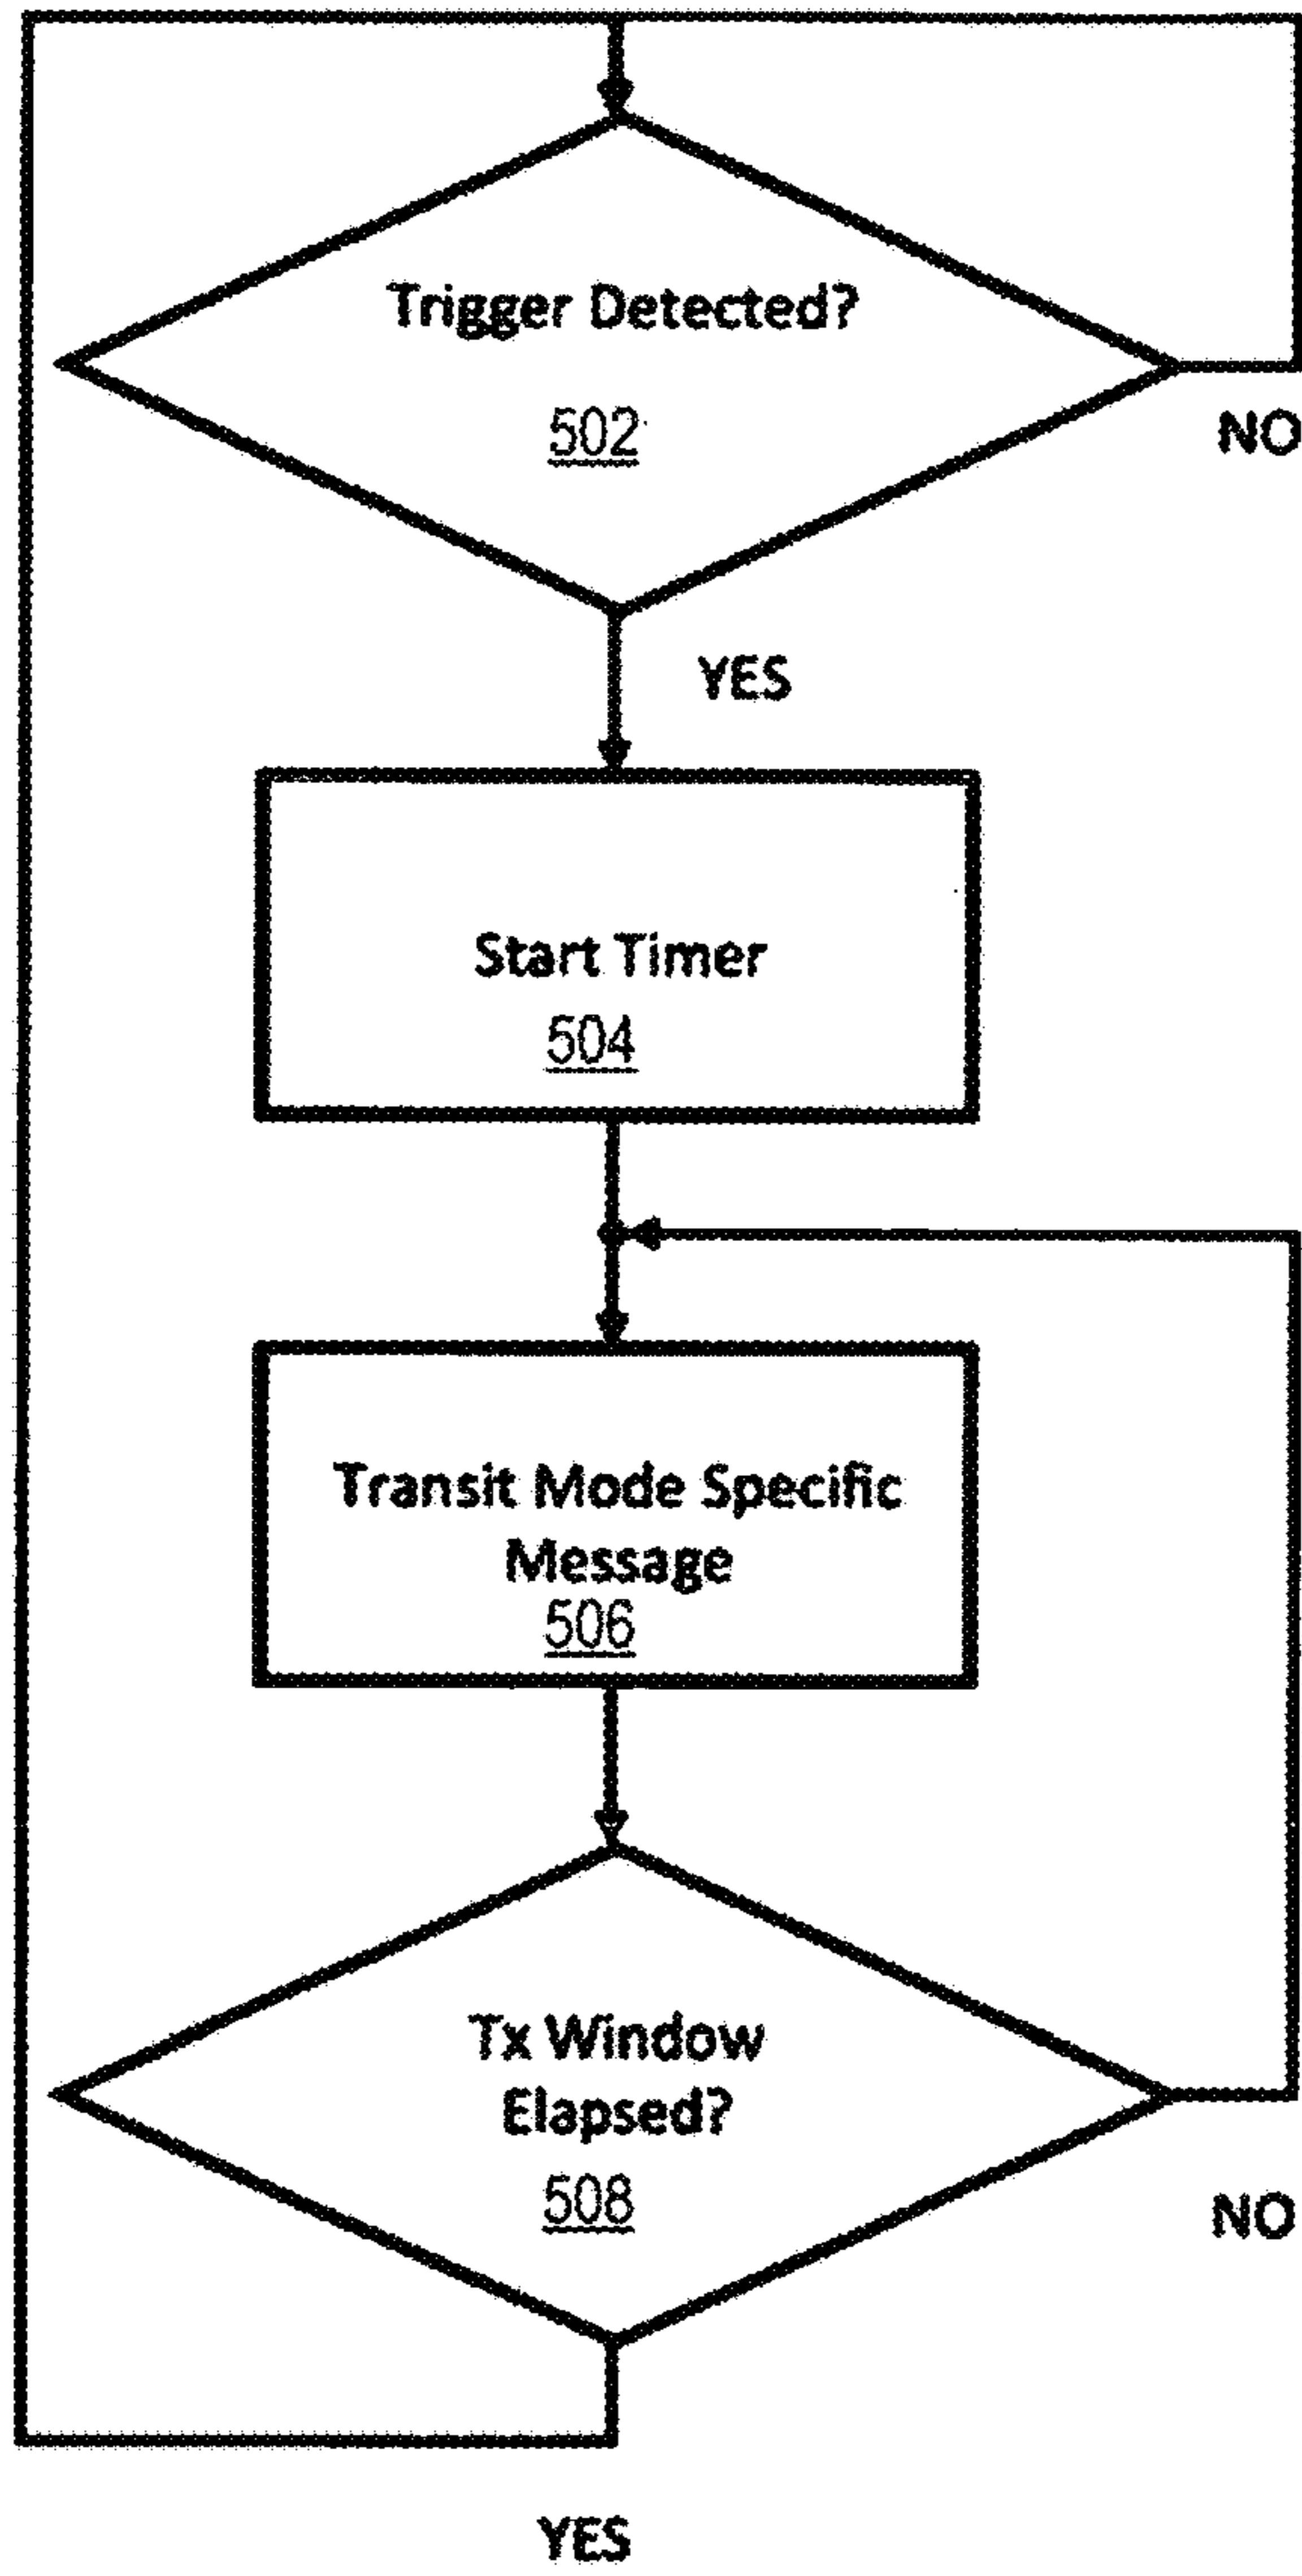 Trigger Detected?
502
NO
YES
Start Timer
504
Transit Mode Specific
Message
506
Tx Window
Elapsed?
508
NO
YES